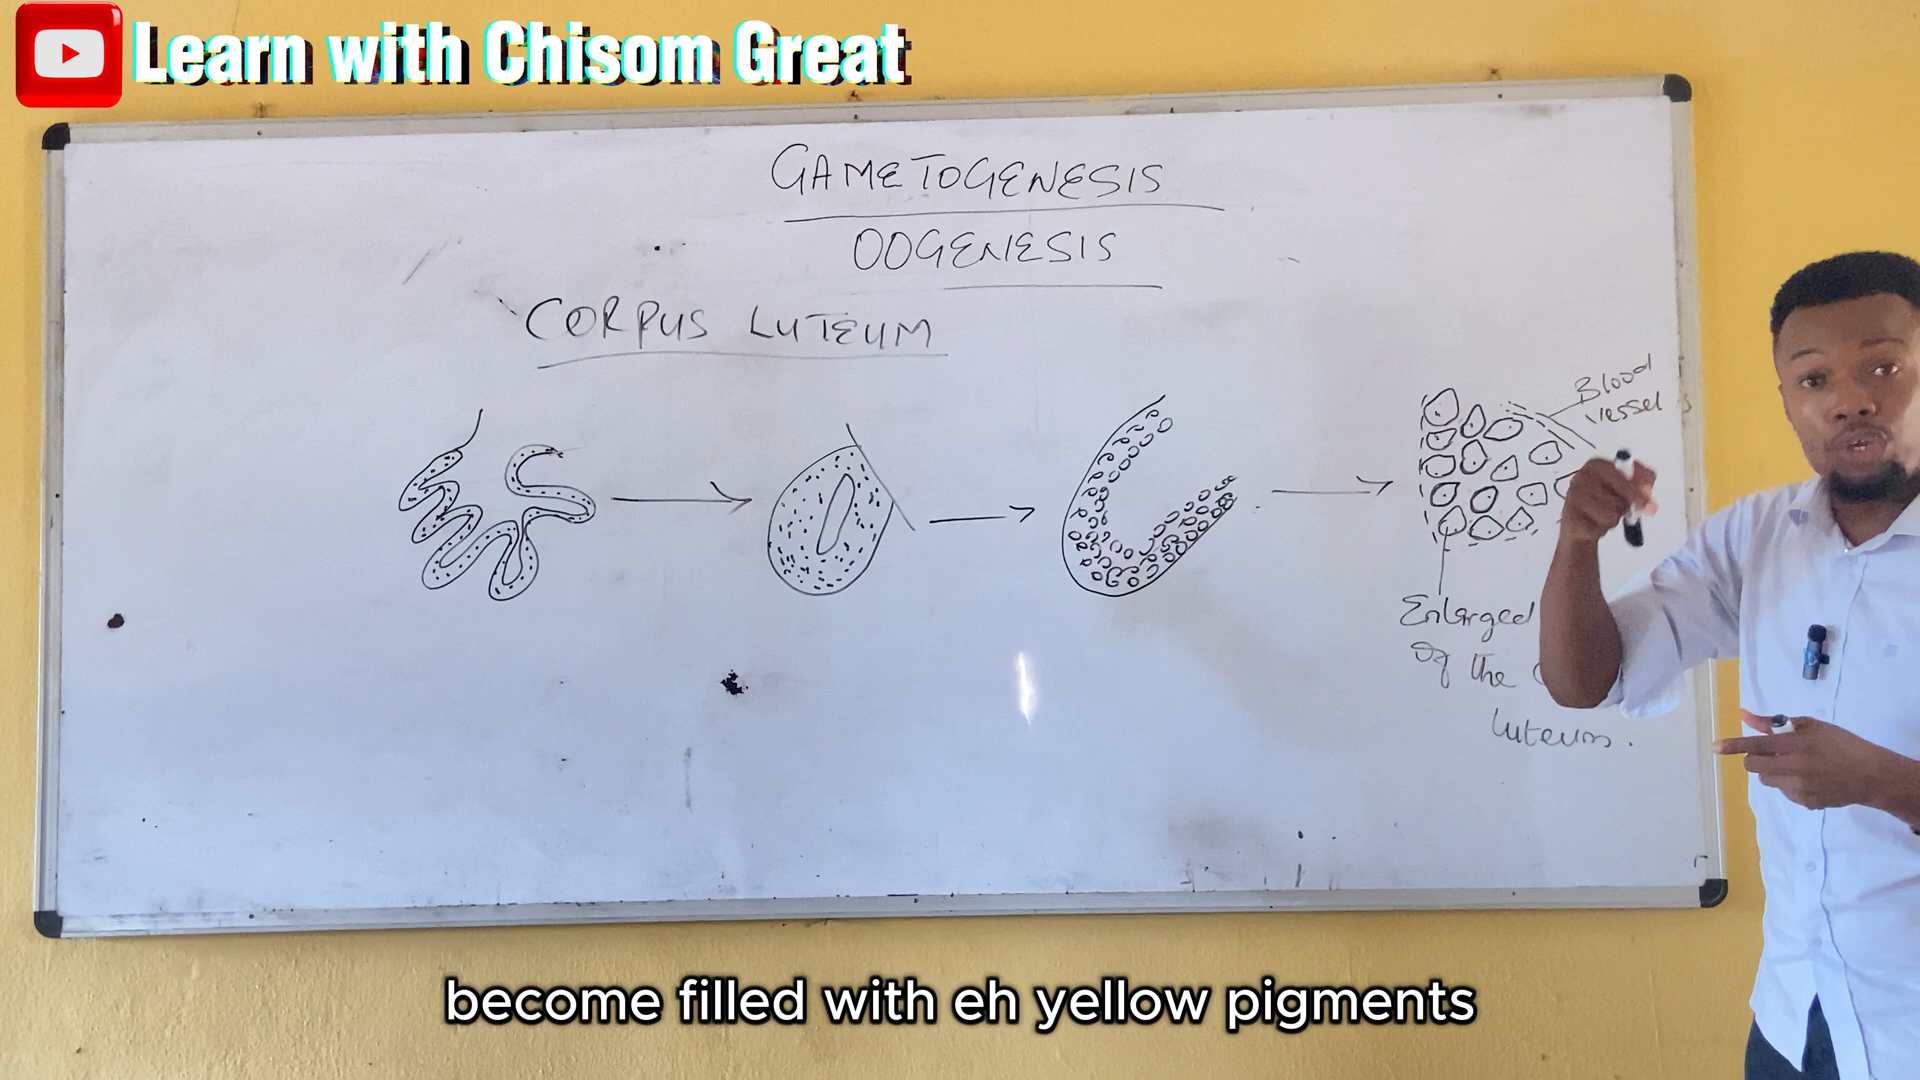 Learn with Chisom Great
GAMETOGENESIS
OOGENESIS
CORPUS LUTEUM
Blood
vessels
Enlarged
of the
luteum.
become filled with eh yellow pigments